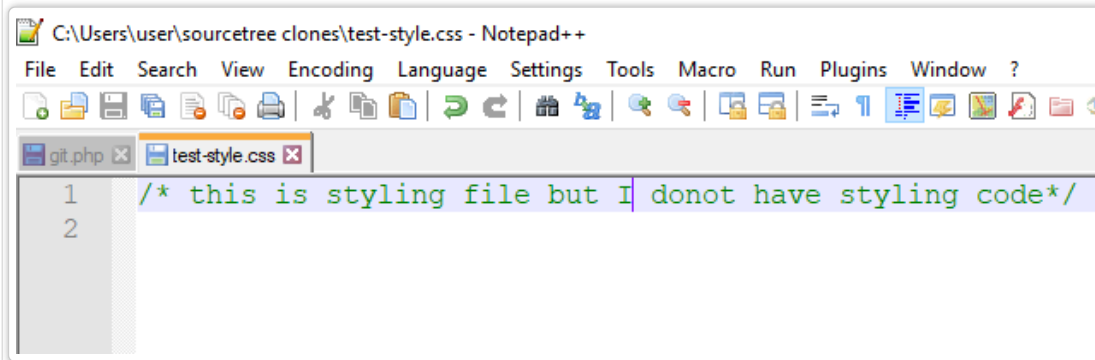 C:\Users\user\sourcetree clones\test-style.css - Notepad++
File Edit Search View Encoding Language Settings Tools Macro Run Plugins Window ?
git.php test-style.css
1 /* this is styling file but I donot have styling code*/
2